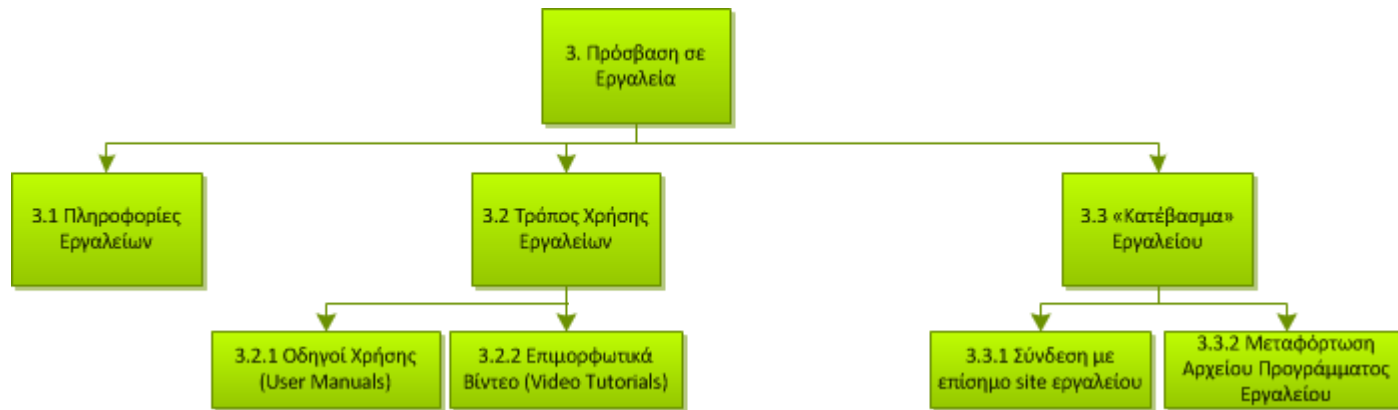 3. Πρόσβαση σε
Εργαλεία
3.1 Πληροφορίες
Εργαλείων
3.2 Τρόπος Χρήσης
Εργαλείων
3.3 «Κατέβασμα»
Εργαλείου
3.2.1 Οδηγοί Χρήσης
(User Manuals)
3.2.2 Επιμορφωτικά
Βίντεο (Video Tutorials)
3.3.1 Σύνδεση με
επίσημο site εργαλείου
3.3.2 Μεταφόρτωση
Αρχείου Προγράμματος
Εργαλείου